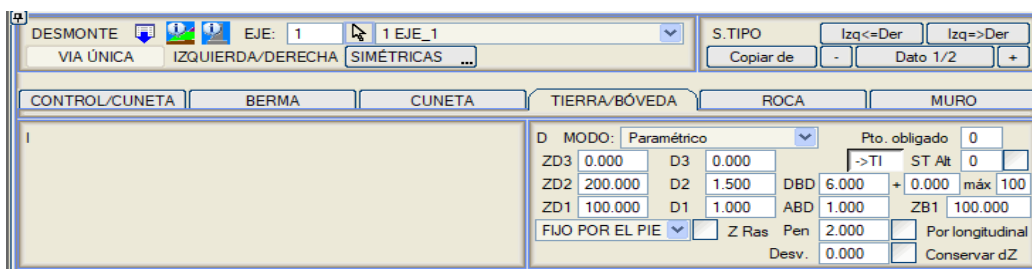 DESMONTE EJE: 1 1 EJE_1 S.TIPO Izq<=Der Izq=>Der
VIA ÚNICA IZQUIERDA/DERECHA SIMÉTRICAS ... Copiar de - Dato 1/2 +
CONTROL/CUNETA BERMA CUNETA TIERRA/BÓVEDA ROCA MURO
I D MODO: Paramétrico Pto. obligado 0
ZD3 0.000 D3 0.000 ->TI ST Alt 0
ZD2 200.000 D2 1.500 DBD 6.000 + 0.000 máx 100
ZD1 100.000 D1 1.000 ABD 1.000 ZB1 100.000
FIJO POR EL PIE Z Ras Pen 2.000 Por longitudinal
Desv. 0.000 Conservar dZ